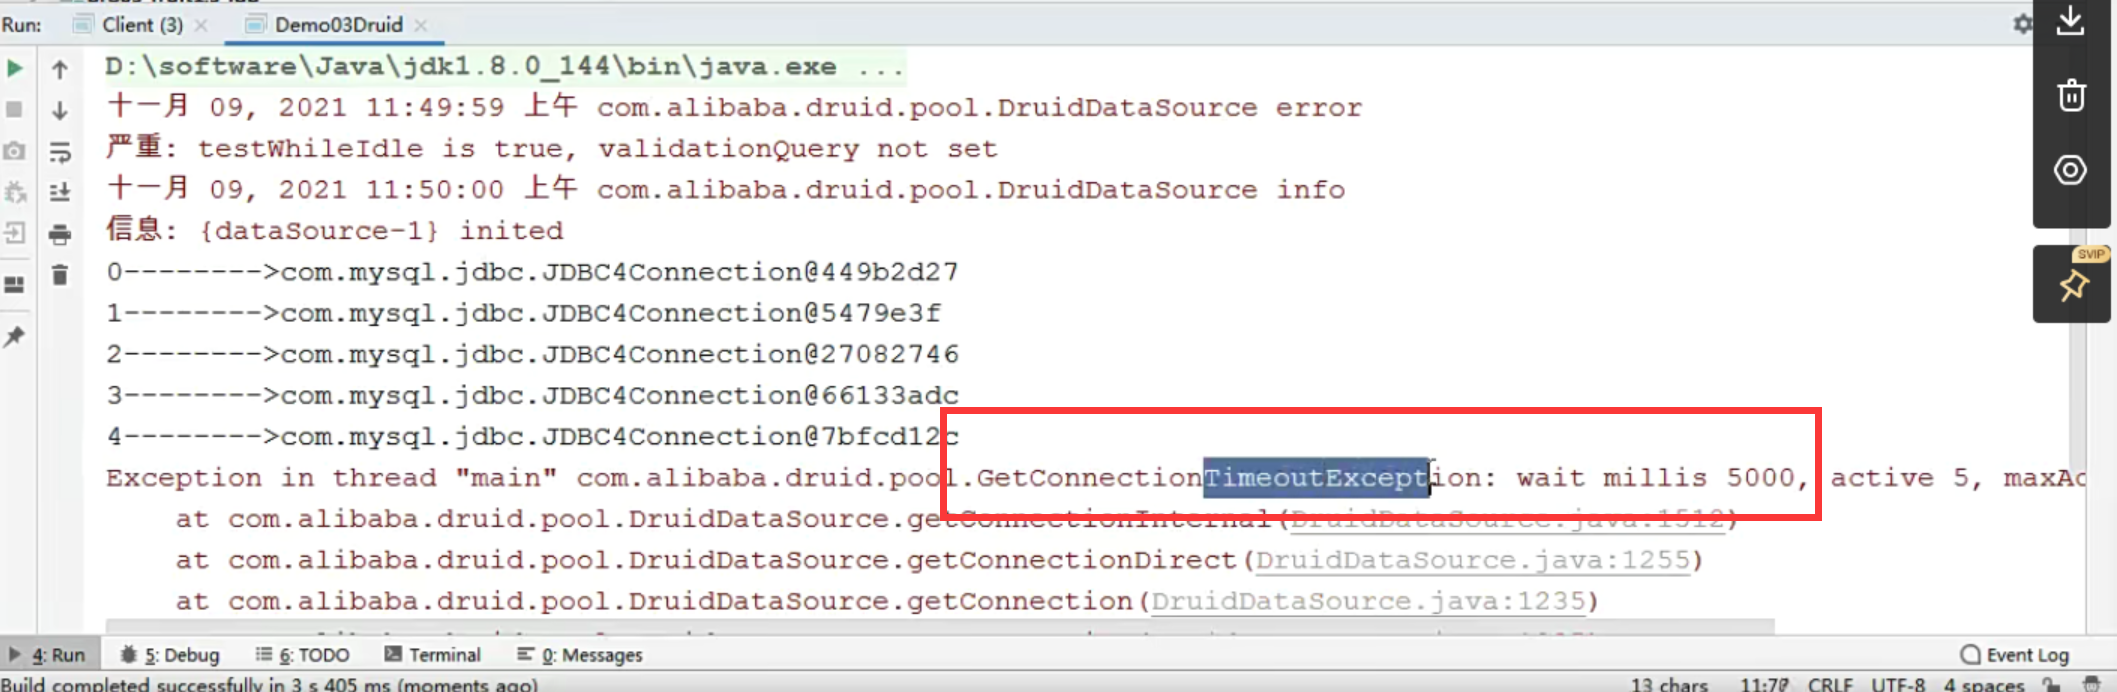 Run: Client (3) Demo03Druid
D:\software\Java\jdk1.8.0_144\bin\java.exe ...
十一月 09, 2021 11:49:59 上午 com.alibaba.druid.pool.DruidDataSource error
严重: testWhileIdle is true, validationQuery not set
十一月 09, 2021 11:50:00 上午 com.alibaba.druid.pool.DruidDataSource info
信息: {dataSource-1} inited
0-------->com.mysql.jdbc.JDBC4Connection@449b2d27
1-------->com.mysql.jdbc.JDBC4Connection@5479e3f
2-------->com.mysql.jdbc.JDBC4Connection@27082746
3-------->com.mysql.jdbc.JDBC4Connection@66133adc
4-------->com.mysql.jdbc.JDBC4Connection@7bfcd12c
Exception in thread "main" com.alibaba.druid.pool.GetConnectionTimeoutException: wait millis 5000, active 5, maxAc
at com.alibaba.druid.pool.DruidDataSource.getConnectionInternal(DruidDataSource.java:1512)
at com.alibaba.druid.pool.DruidDataSource.getConnectionDirect(DruidDataSource.java:1255)
at com.alibaba.druid.pool.DruidDataSource.getConnection(DruidDataSource.java:1235)
SVIP
4: Run 5: Debug 6: TODO Terminal 0: Messages Event Log
Build completed successfully in 3 s 405 ms (moments ago) 13 chars CRLF UTF-8 4 spaces